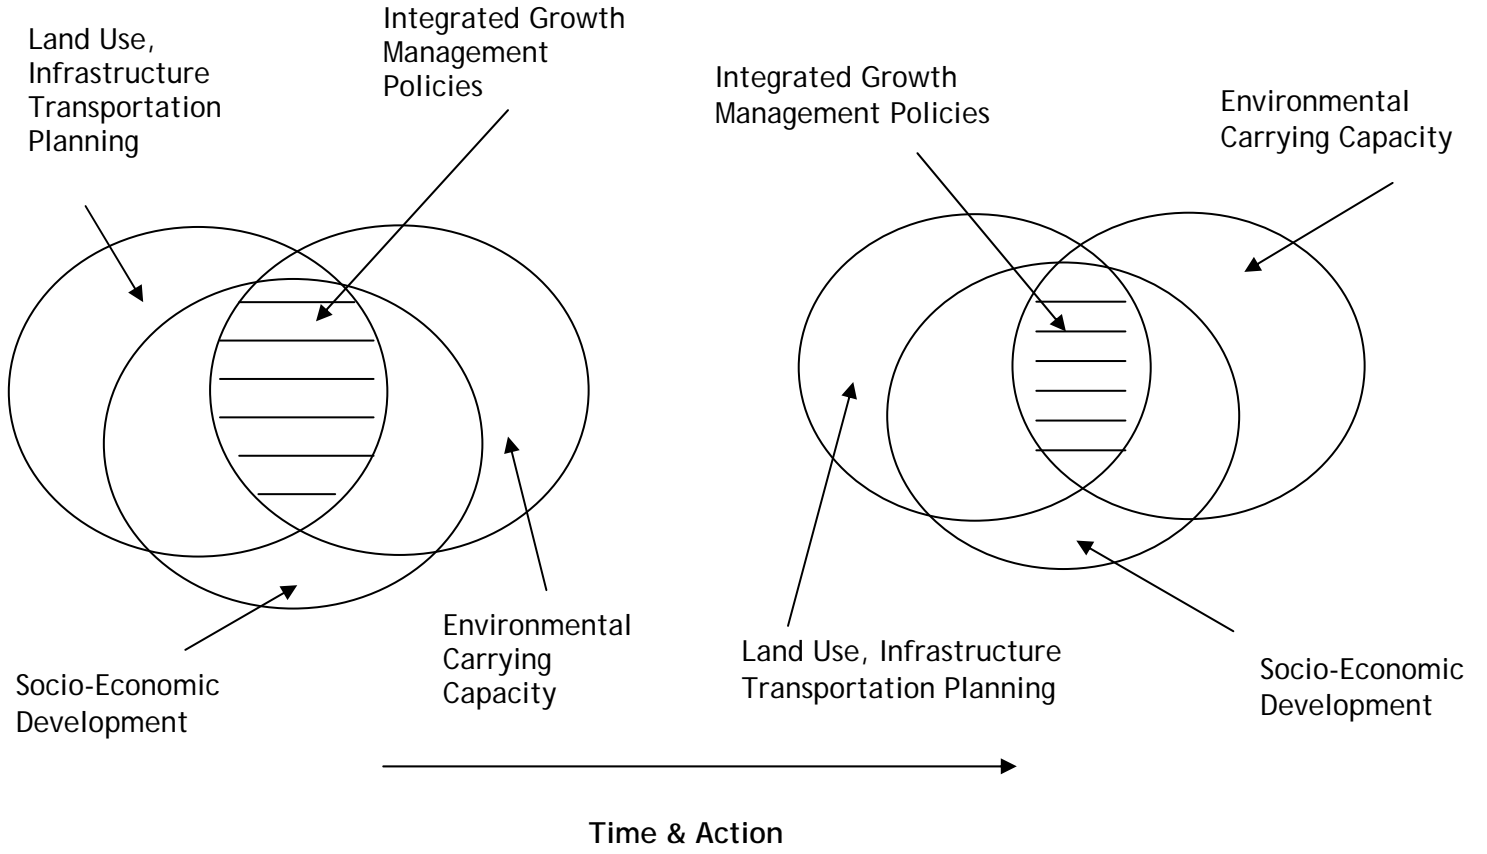 Land Use,
Infrastructure
Transportation
Planning
Integrated Growth
Management
Policies
Integrated Growth
Management Policies
Environmental
Carrying Capacity
Socio-Economic
Development
Environmental
Carrying
Capacity
Land Use, Infrastructure
Transportation Planning
Socio-Economic
Development
Time & Action